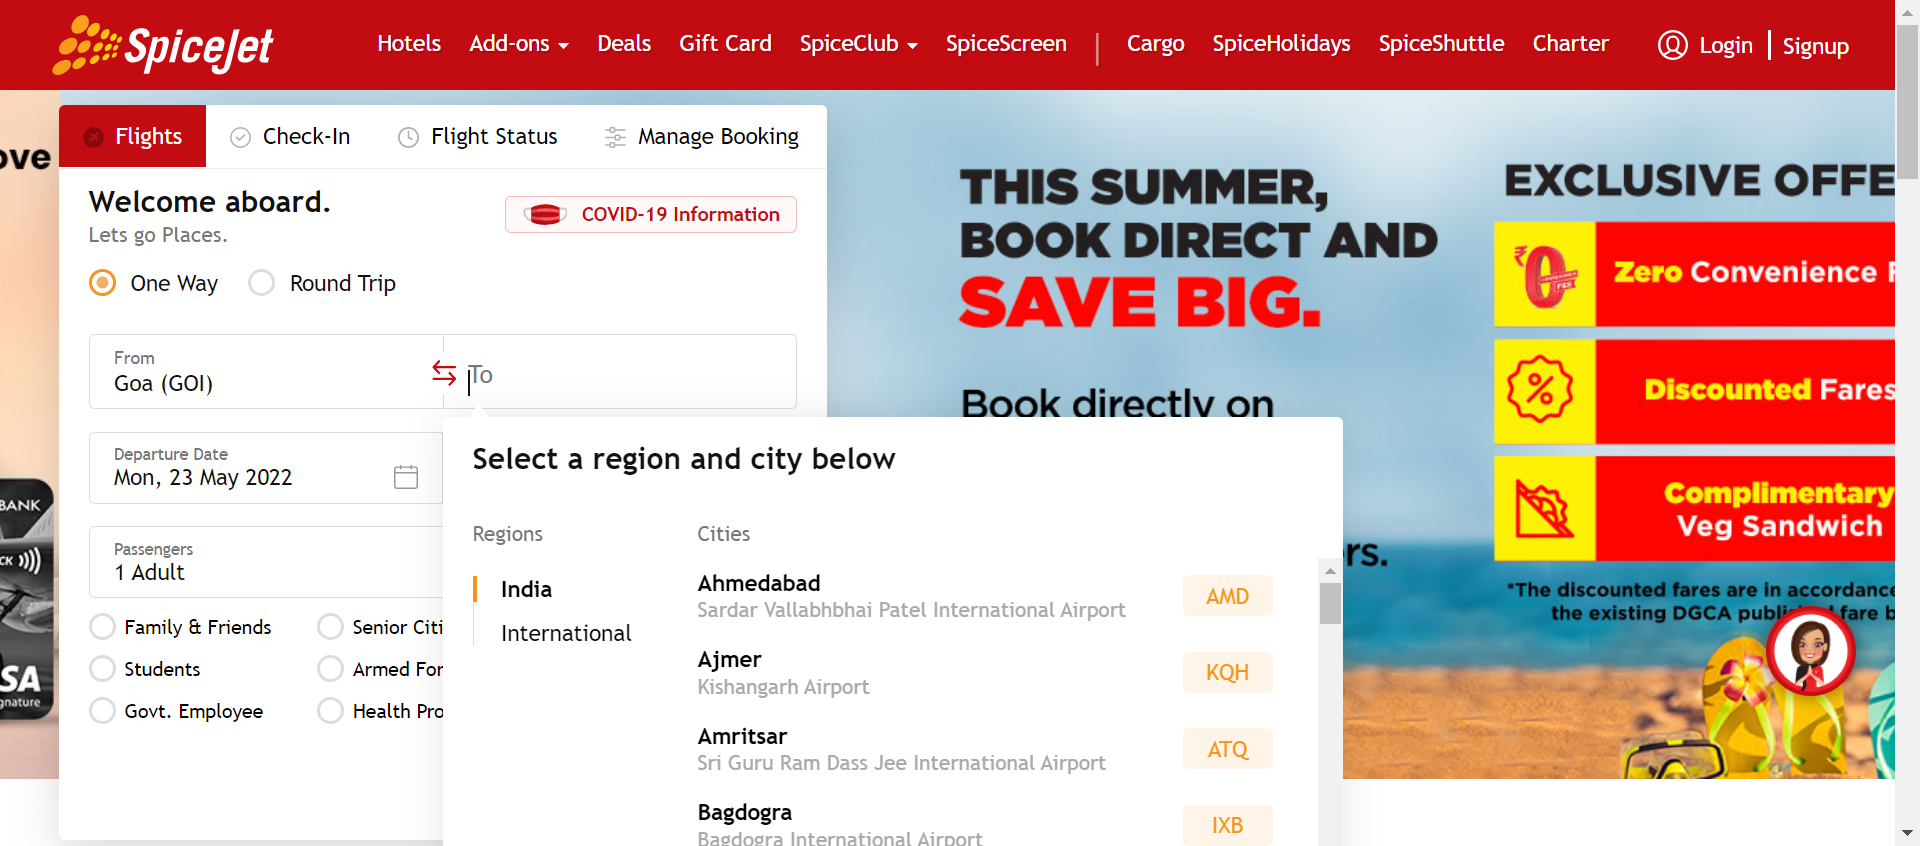 SpiceJet
Hotels
Add-ons
Deals
Gift Card
SpiceClub
SpiceScreen
Cargo
SpiceHolidays
SpiceShuttle
Charter
Login
Signup
Flights
Check-In
Flight Status
Manage Booking
Welcome aboard.
Lets go Places.
COVID-19 Information
One Way
Round Trip
From
Goa (GOI)
To
Departure Date
Mon, 23 May 2022
Passengers
1 Adult
Family & Friends
Senior Citi
Students
Armed For
Govt. Employee
Health Pro
Select a region and city below
Regions
India
International
Cities
Ahmedabad
Sardar Vallabhbhai Patel International Airport
AMD
Ajmer
Kishangarh Airport
KQH
Amritsar
Sri Guru Ram Dass Jee International Airport
ATQ
Bagdogra
Bagdogra International Airport
IXB
ove
BANK
CK
SA
gnature
THIS SUMMER,
BOOK DIRECT AND
SAVE BIG.
Book directly on
rs.
EXCLUSIVE OFFE
₹0
FEE
Zero Convenience F
Discounted Fares
Complimentary
Veg Sandwich
*The discounted fares are in accordance
the existing DGCA publi fare b